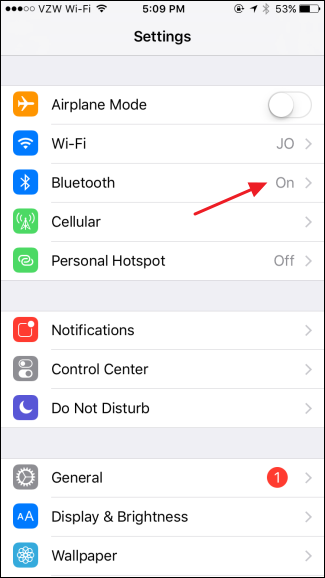 VZW Wi-Fi 5:09 PM 53%
Settings
Airplane Mode
Wi-Fi JO
Bluetooth On
Cellular
Personal Hotspot Off
Notifications
Control Center
Do Not Disturb
General 1
AA Display & Brightness
Wallpaper